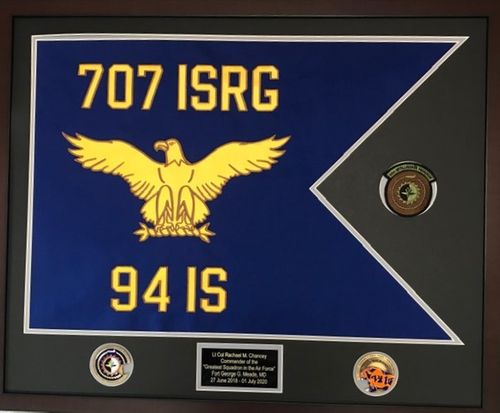 707 ISRG
94 IS
Lt Col Rachael M. Chancey
Commander of the
"Greatest Squadron in the Air Force"
Fort George G. Meade, MD
27 June 2018 - 01 July 2020